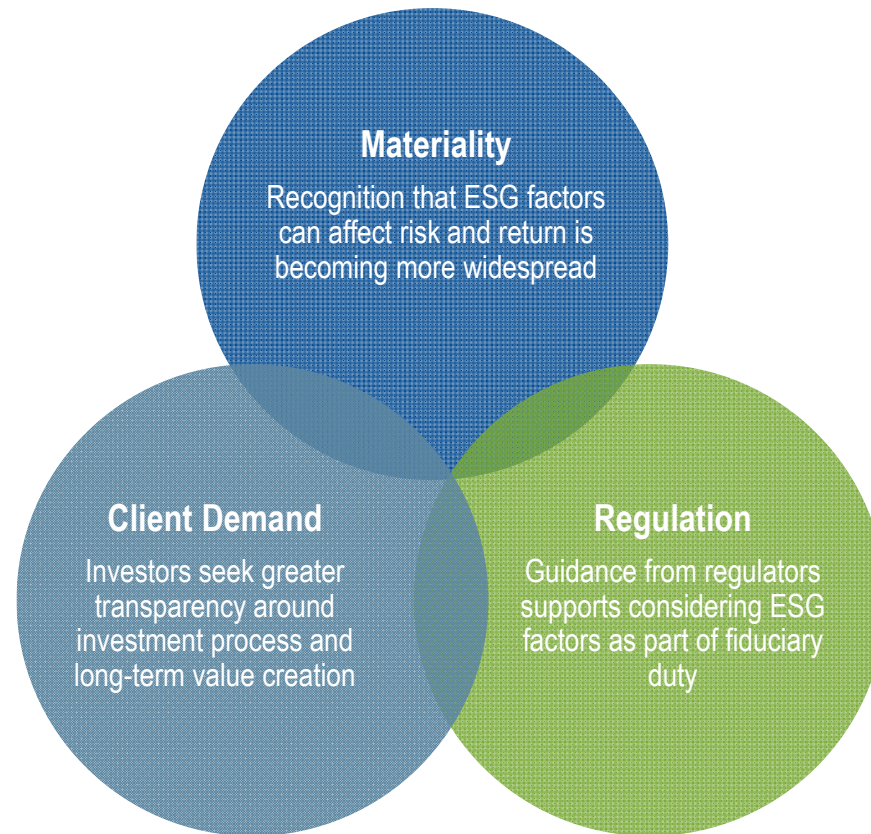 Materiality
Recognition that ESG factors
can affect risk and return is
becoming more widespread
Client Demand
Investors seek greater
transparency around
investment process and
long-term value creation
Regulation
Guidance from regulators
supports considering ESG
factors as part of fiduciary
duty